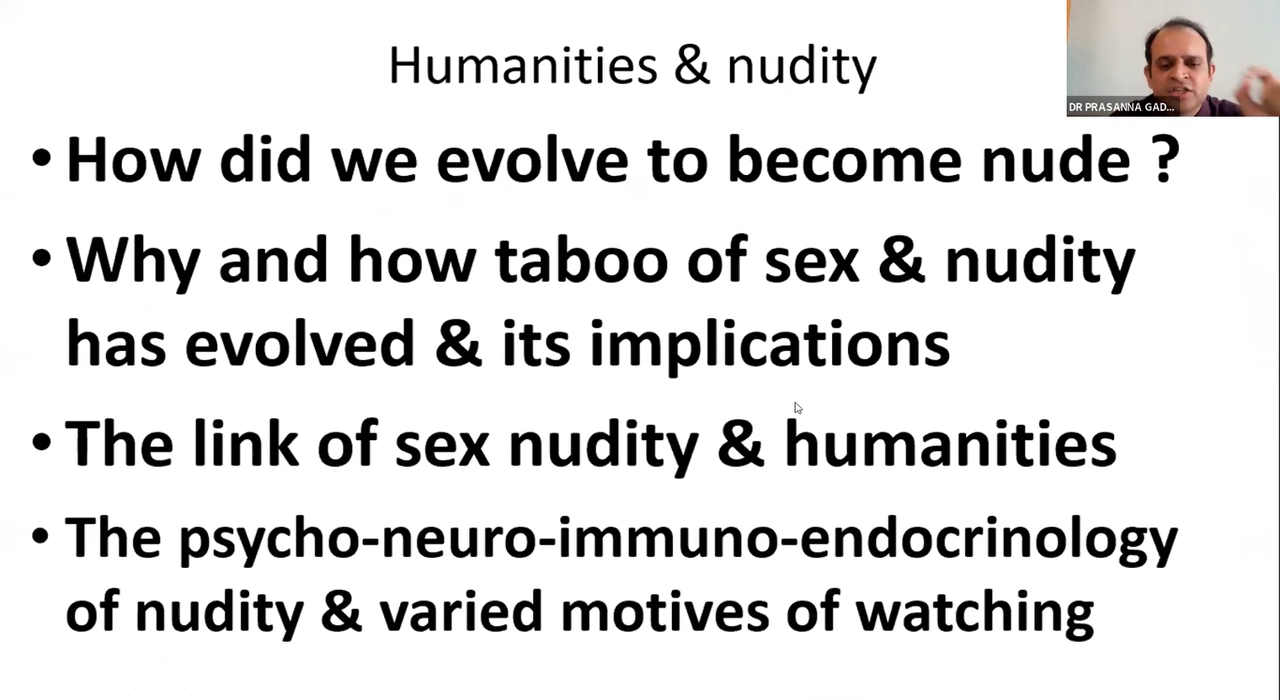 Humanities & nudity
DR PRASANNA GAD...
• How did we evolve to become nude ?
• Why and how taboo of sex & nudity
has evolved & its implications
• The link of sex nudity & humanities
• The psycho-neuro-immuno-endocrinology
of nudity & varied motives of watching